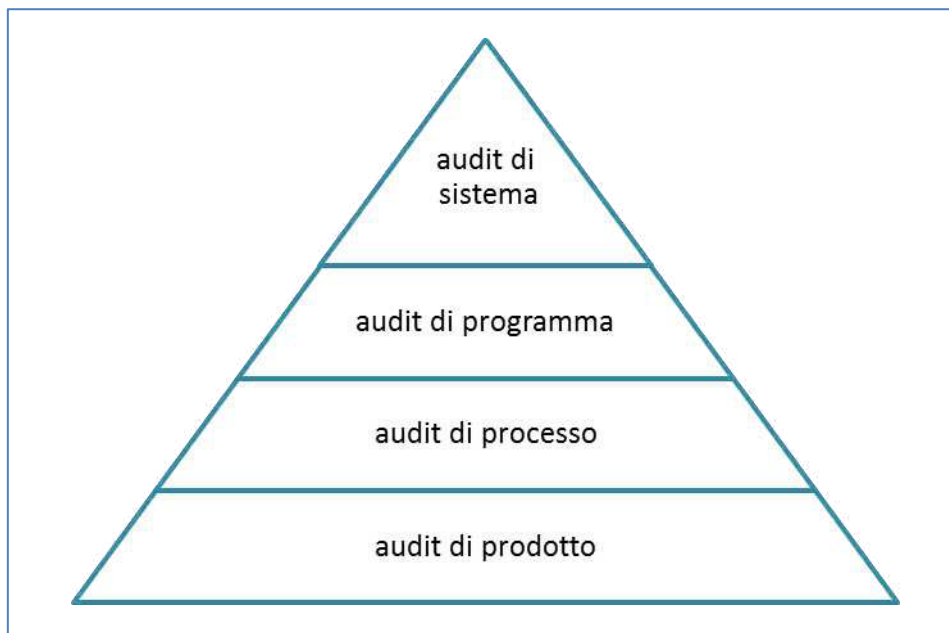 audit di
sistema
audit di programma
audit di processo
audit di prodotto